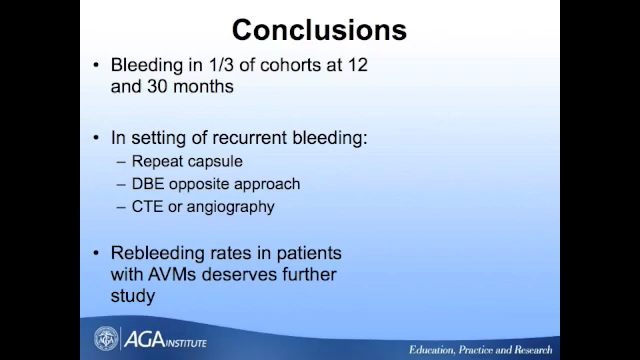 Conclusions
• Bleeding in 1/3 of cohorts at 12
and 30 months
• In setting of recurrent bleeding:
– Repeat capsule
– DBE opposite approach
– CTE or angiography
• Rebleeding rates in patients
with AVMs deserves further
study
AGA INSTITUTE
Education, Practice and Research